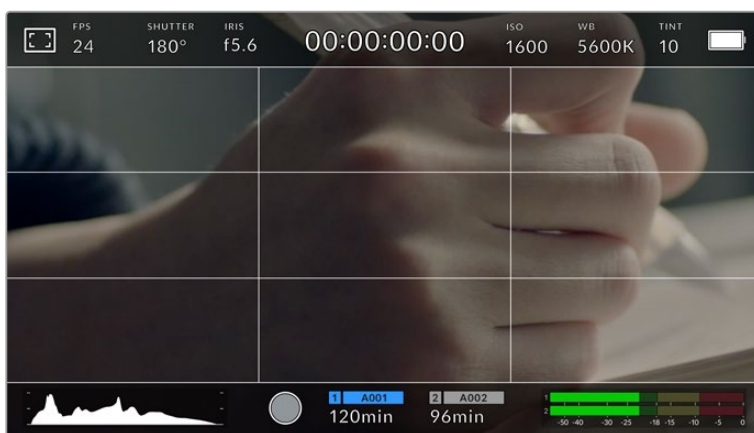 FPS SHUTTER IRIS ISO WB TINT
24 180° f5.6 00:00:00:00 1600 5600K 10
1 A001 2 A002
120min 96min
1
2
-50 -40 -30 -25 -18 -15 -10 -5 0